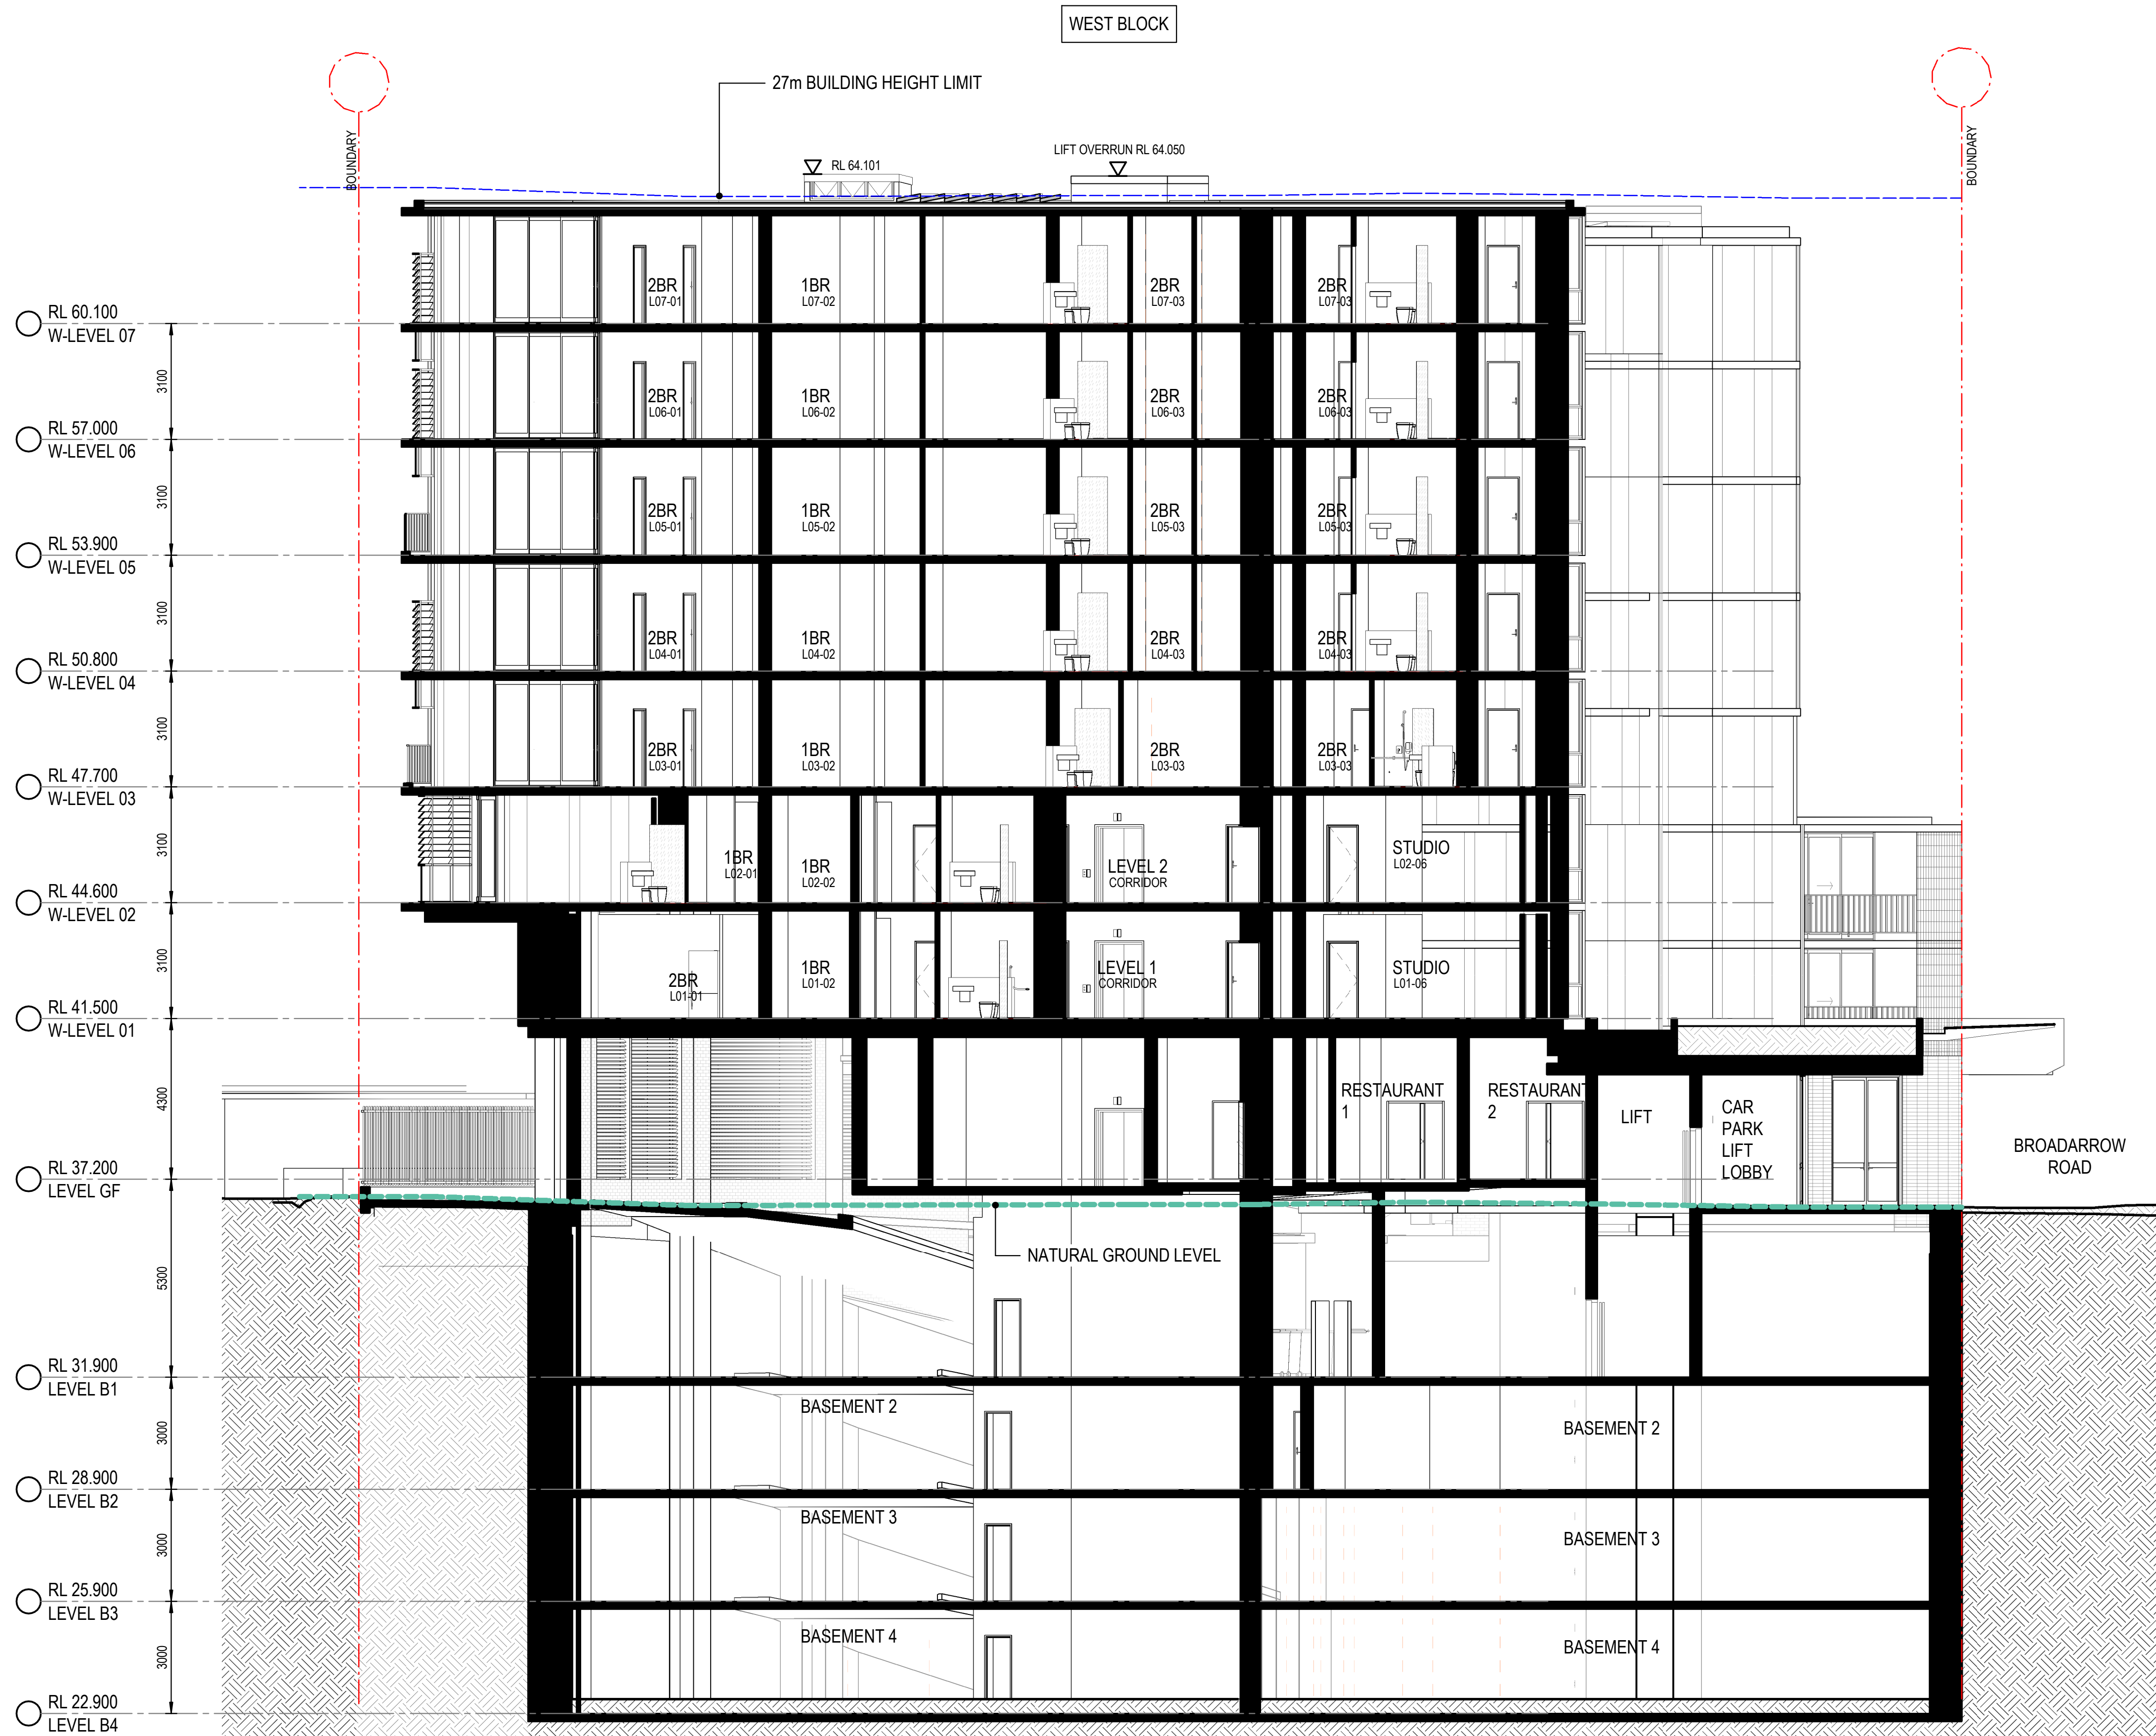 WEST BLOCK
27m BUILDING HEIGHT LIMIT
BOUNDARY
BOUNDARY
RL 64.101
LIFT OVERRUN RL 64.050
RL 60.100
W-LEVEL 07
2BR
L07-01
1BR
L07-02
2BR
L07-03
2BR
L07-03
3100
RL 57.000
W-LEVEL 06
2BR
L06-01
1BR
L06-02
2BR
L06-03
2BR
L06-03
3100
RL 53.900
W-LEVEL 05
2BR
L05-01
1BR
L05-02
2BR
L05-03
2BR
L05-03
3100
RL 50.800
W-LEVEL 04
2BR
L04-01
1BR
L04-02
2BR
L04-03
2BR
L04-03
3100
RL 47.700
W-LEVEL 03
2BR
L03-01
1BR
L03-02
2BR
L03-03
2BR
L03-03
3100
RL 44.600
W-LEVEL 02
1BR
L02-01
1BR
L02-02
LEVEL 2
CORRIDOR
STUDIO
L02-06
3100
RL 41.500
W-LEVEL 01
2BR
L01-01
1BR
L01-02
LEVEL 1
CORRIDOR
STUDIO
L01-06
4300
RL 37.200
LEVEL GF
RESTAURANT
1
RESTAURANT
2
LIFT
CAR
PARK
LIFT
LOBBY
BROADARROW
ROAD
NATURAL GROUND LEVEL
5300
RL 31.900
LEVEL B1
BASEMENT 2
BASEMENT 2
3000
RL 28.900
LEVEL B2
BASEMENT 3
BASEMENT 3
3000
RL 25.900
LEVEL B3
BASEMENT 4
BASEMENT 4
3000
RL 22.900
LEVEL B4